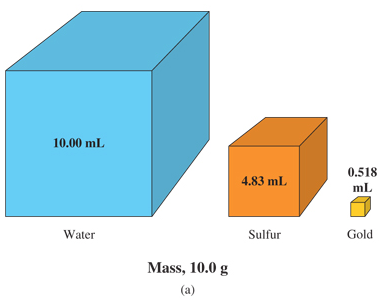 10.00 mL
4.83 mL
0.518
mL
Water
Sulfur
Gold
Mass, 10.0 g
(a)